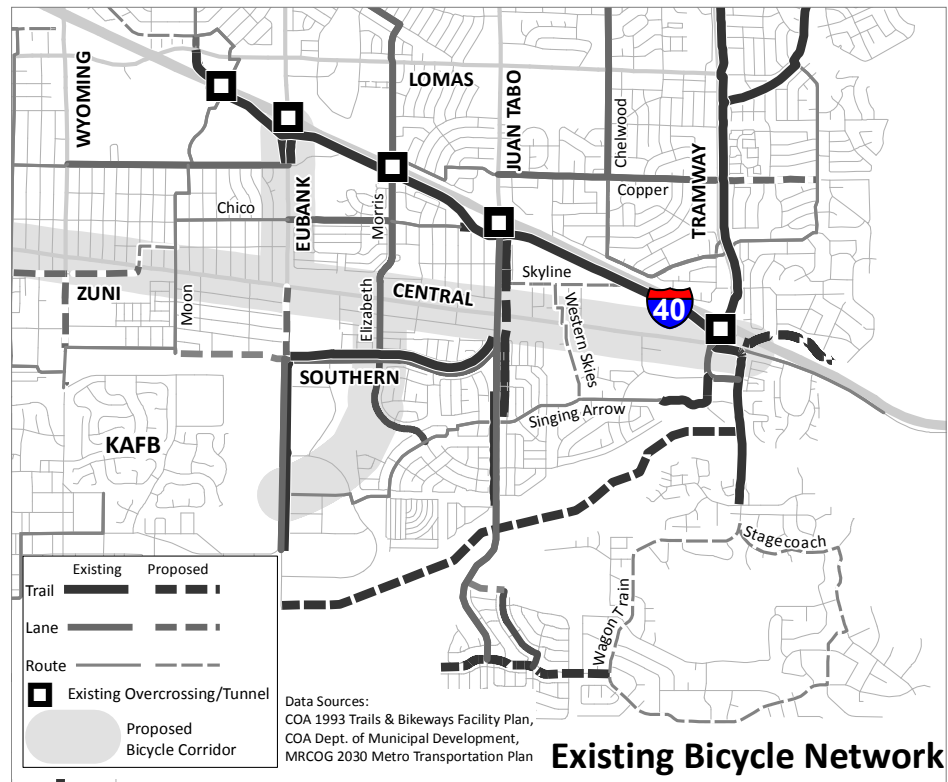 WYOMING
LOMAS
JUAN TABO
Chelwood
Copper
TRAMWAY
Chico
EUBANK
Morris
Skyline
ZUNI
Moon
Elizabeth
CENTRAL
Western Skies
40
SOUTHERN
Singing Arrow
KAFB
Stagecoach
Wagon Train
Existing Proposed
Trail
Lane
Route
Existing Overcrossing/Tunnel
Proposed
Bicycle Corridor
Data Sources:
COA 1993 Trails & Bikeways Facility Plan,
COA Dept. of Municipal Development,
MRCOG 2030 Metro Transportation Plan
Existing Bicycle Network